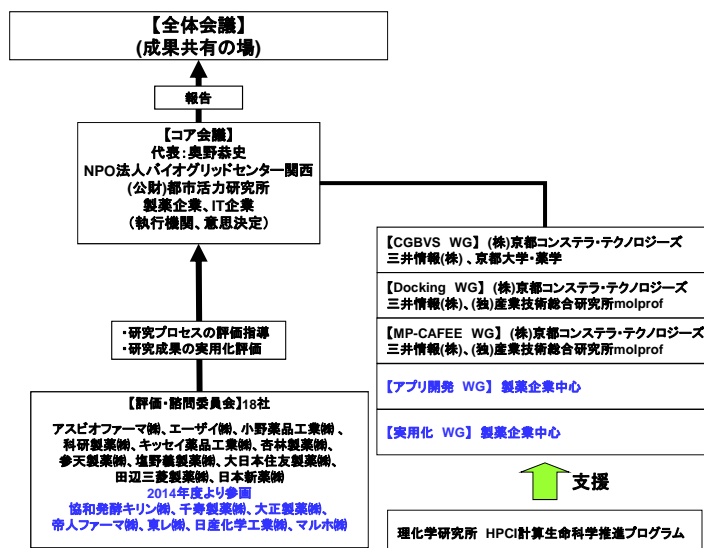 【全体会議】
(成果共有の場)
報告
【コア会議】
代表:奥野恭史
NPO法人バイオグリッドセンター関西
(公財)都市活力研究所
製薬企業、IT企業
(執行機関、意思決定)
・研究プロセスの評価指導
・研究成果の実用化評価
【評価・諮問委員会】18社
アスビオファーマ㈱、エーザイ㈱、小野薬品工業㈱、
科研製薬㈱、キッセイ薬品工業㈱、杏林製薬㈱、
参天製薬㈱、塩野義製薬㈱、大日本住友製薬㈱、
田辺三菱製薬㈱、日本新薬㈱
2014年度より参画
協和発酵キリン㈱、千寿製薬㈱、大正製薬㈱、
帝人ファーマ㈱、東レ㈱、日産化学工業㈱、マルホ㈱
【CGBVS WG】 (株)京都コンステラ・テクノロジーズ
三井情報(株)、京都大学・薬学
【Docking WG】 (株)京都コンステラ・テクノロジーズ
三井情報(株)、(独)産業技術総合研究所molprof
【MP-CAFEE WG】 (株)京都コンステラ・テクノロジーズ
三井情報(株)、(独)産業技術総合研究所molprof
【アプリ開発 WG】 製薬企業中心
【実用化 WG】 製薬企業中心
支援
理化学研究所 HPCI計算生命科学推進プログラム